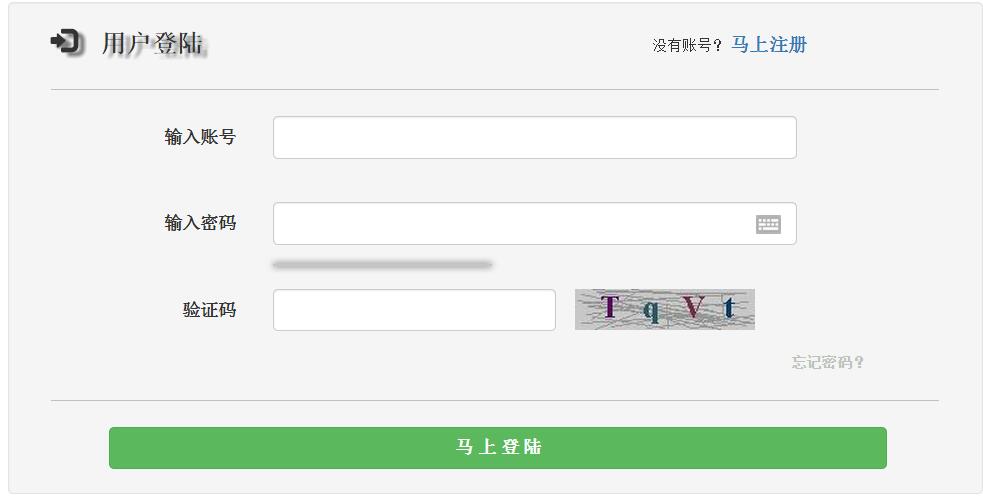 用户登陆
没有账号？ 马上注册
输入账号
输入密码
验证码
T q V t
忘记密码？
马上登陆